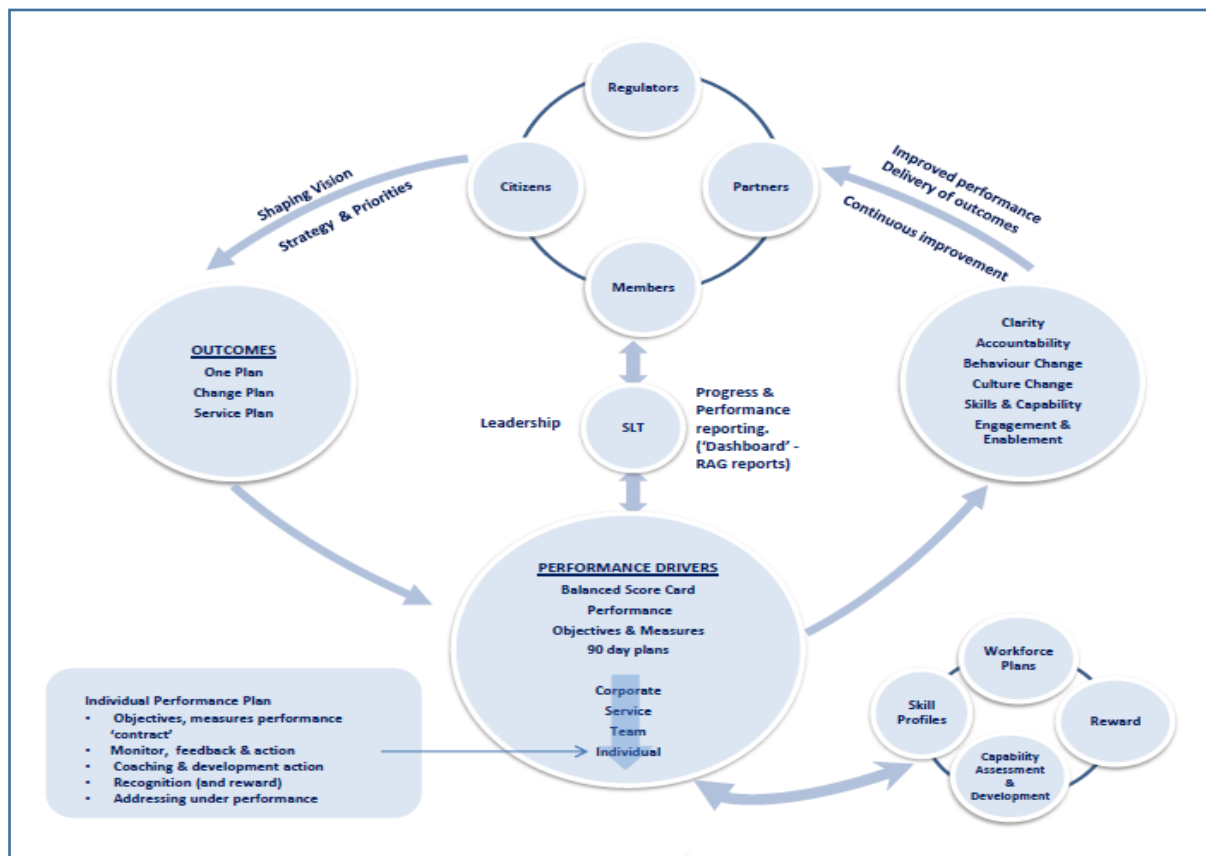 Regulators
Citizens
Partners
Members
Shaping Vision
Strategy & Priorities
Improved performance
Delivery of outcomes
Continuous improvement
OUTCOMES
One Plan
Change Plan
Service Plan
Leadership
SLT
Progress &
Performance
reporting.
(‘Dashboard’ -
RAG reports)
Clarity
Accountability
Behaviour Change
Culture Change
Skills & Capability
Engagement &
Enablement
PERFORMANCE DRIVERS
Balanced Score Card
Performance
Objectives & Measures
90 day plans
Corporate
Service
Team
Individual
Individual Performance Plan
• Objectives, measures performance
‘contract’
• Monitor, feedback & action
• Coaching & development action
• Recognition (and reward)
• Addressing under performance
Workforce
Plans
Skill
Profiles
Reward
Capability
Assessment
&
Development